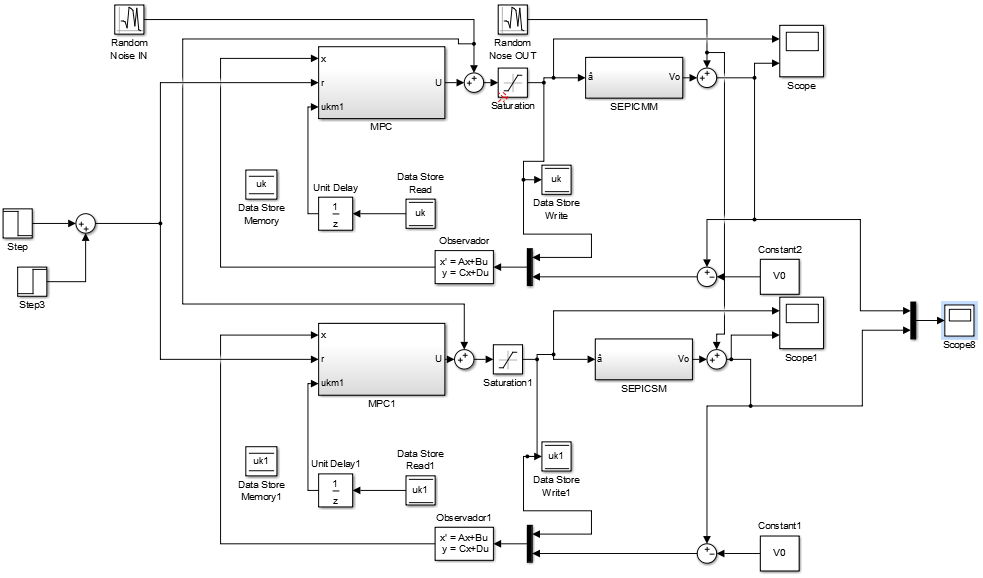 Random
Noise IN
Random
Nose OUT
Scope
x
r
ukm1
U
MPC
Saturation
â
Vo
SEPICMM
uk
Data Store
Memory
Unit Delay
1
z
Data Store
Read
uk
uk
Data Store
Write
Step
Step3
Observador
x' = Ax+Bu
y = Cx+Du
Constant2
V0
Scope1
Scope8
x
r
ukm1
U
MPC1
Saturation1
â
Vo
SEPICSM
uk1
Data Store
Memory1
Unit Delay1
1
z
Data Store
Read1
uk1
uk1
Data Store
Write1
Observador1
x' = Ax+Bu
y = Cx+Du
Constant1
V0